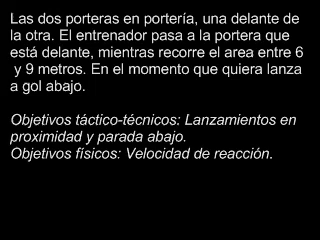 Las dos porteras en portería, una delante de
la otra. El entrenador pasa a la portera que
está delante, mientras recorre el area entre 6
y 9 metros. En el momento que quiera lanza
a gol abajo.
Objetivos táctico-técnicos: Lanzamientos en
proximidad y parada abajo.
Objetivos físicos: Velocidad de reacción.